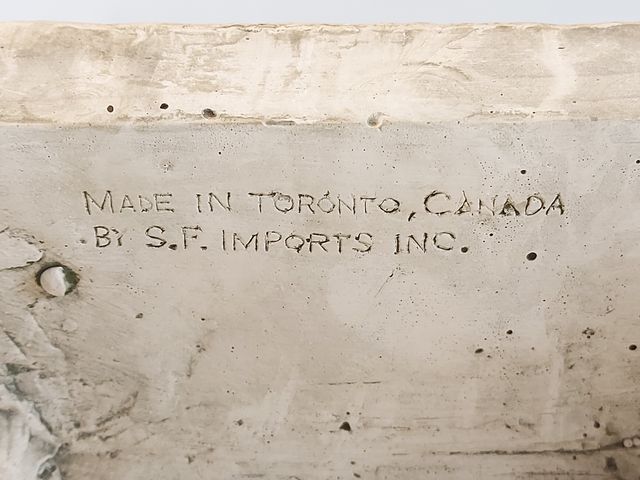 MADE IN TORONTO, CANADA
BY S.F. IMPORTS INC.